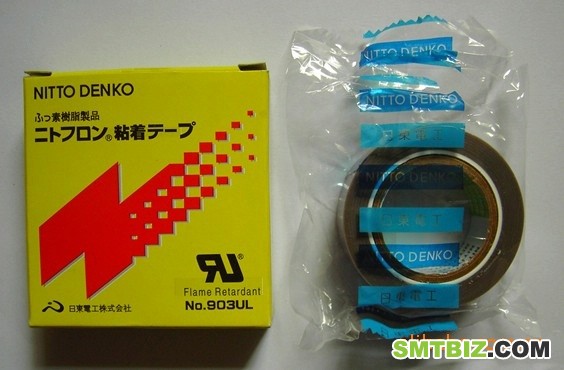 NITTO DENKO
ふっ素樹脂製品
ニトフロン®粘着テープ
RU®
Flame Retardant
No.903UL
日東電工株式会社
NITTO DENKO
NITTO DENKO
日東電工
NITTO DENKO
日東電工
NITTO DENKO
日東電工
SMTBIZ.COM